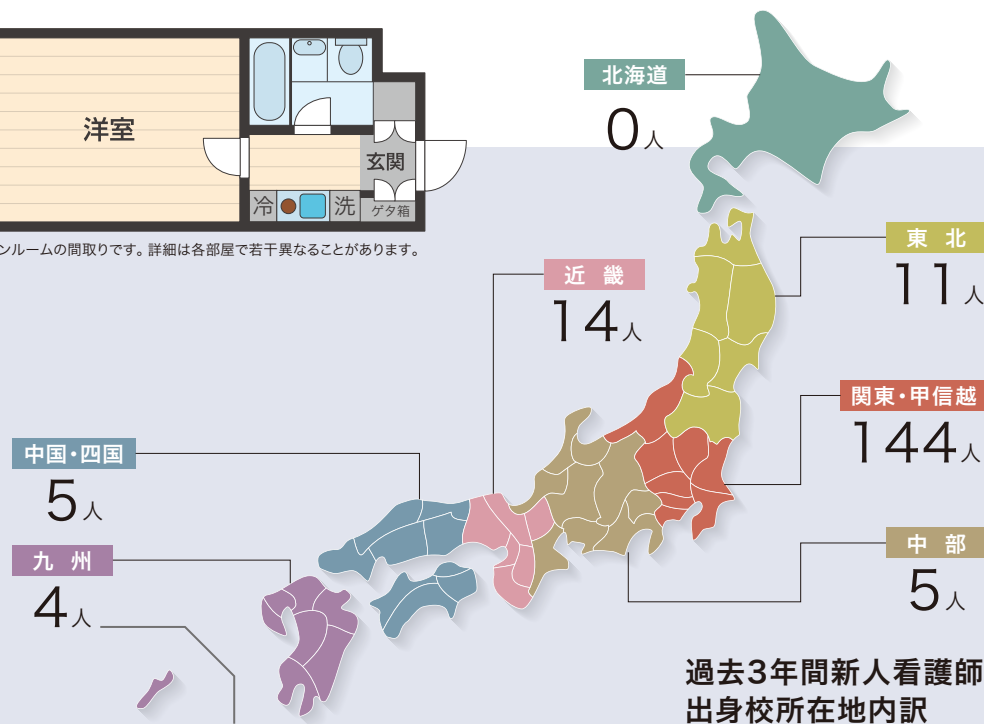 洋室
玄関
冷
洗
ゲタ箱
ンルームの間取りです。詳細は各部屋で若干異なることがあります。
北海道
0人
東北
11人
近畿
14人
関東・甲信越
144人
中国・四国
5人
九州
4人
中部
5人
過去3年間新人看護師
出身校所在地内訳